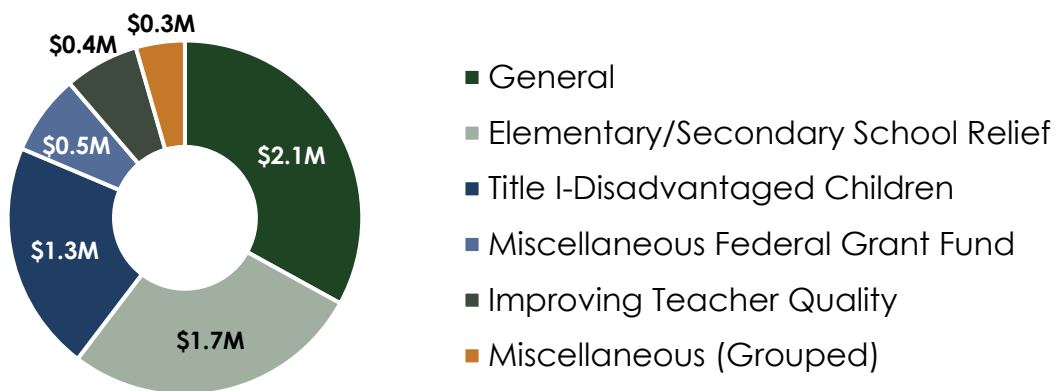 $0.3M
$0.4M
$0.5M
$2.1M
$1.3M
$1.7M
General
Elementary/Secondary School Relief
Title I-Disadvantaged Children
Miscellaneous Federal Grant Fund
Improving Teacher Quality
Miscellaneous (Grouped)